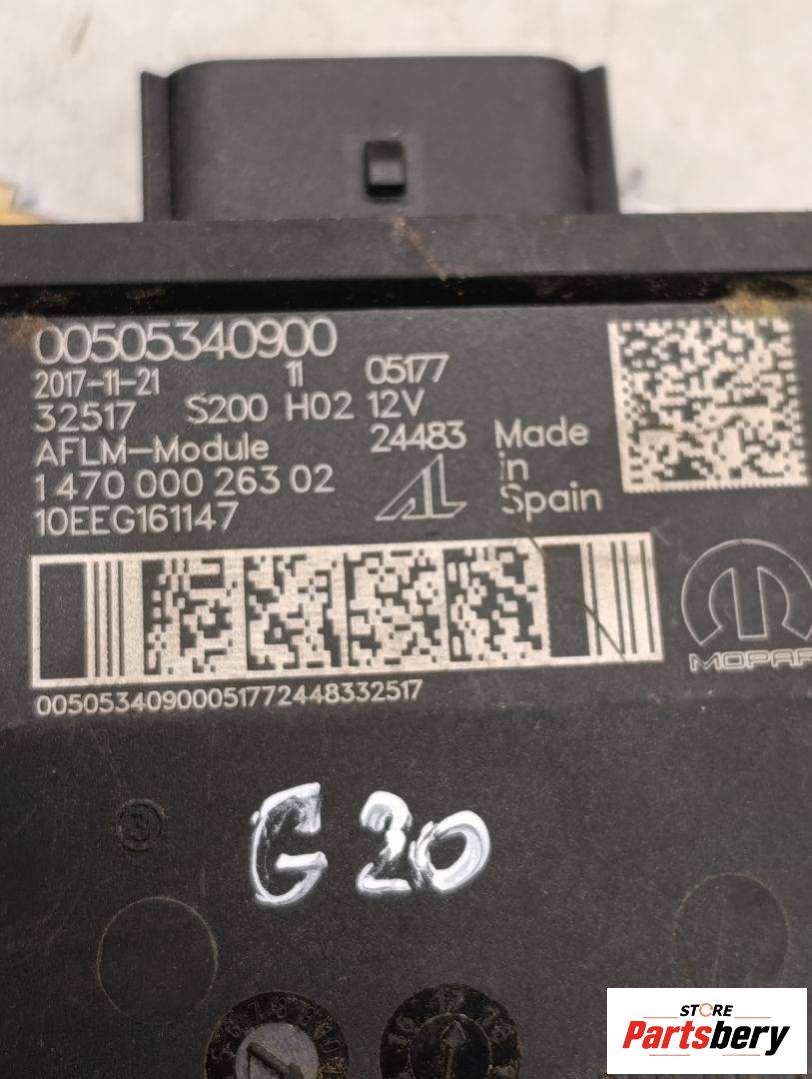 00505340900
2017-11-21 11 05177
32517 S200 H02 12V
AFLM-Module 24483 Made
1 470 000 263 02 AL in
10EEG161147 Spain
MOPAR
00505340900051772448332517
G 20
STORE
Partsbery